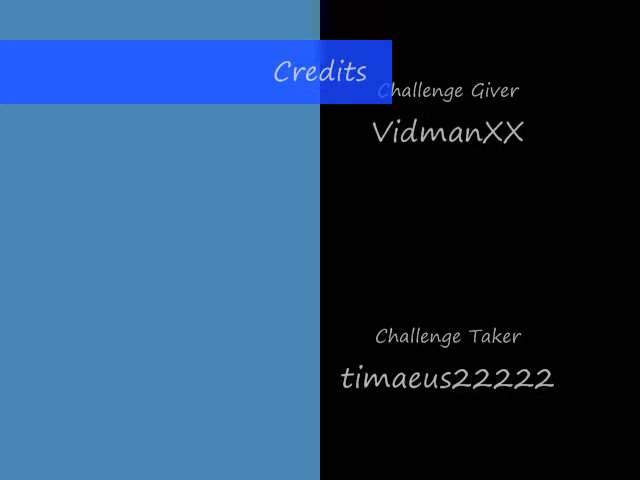 Credits
Challenge Giver
VidmanXX
Challenge Taker
timaeus22222